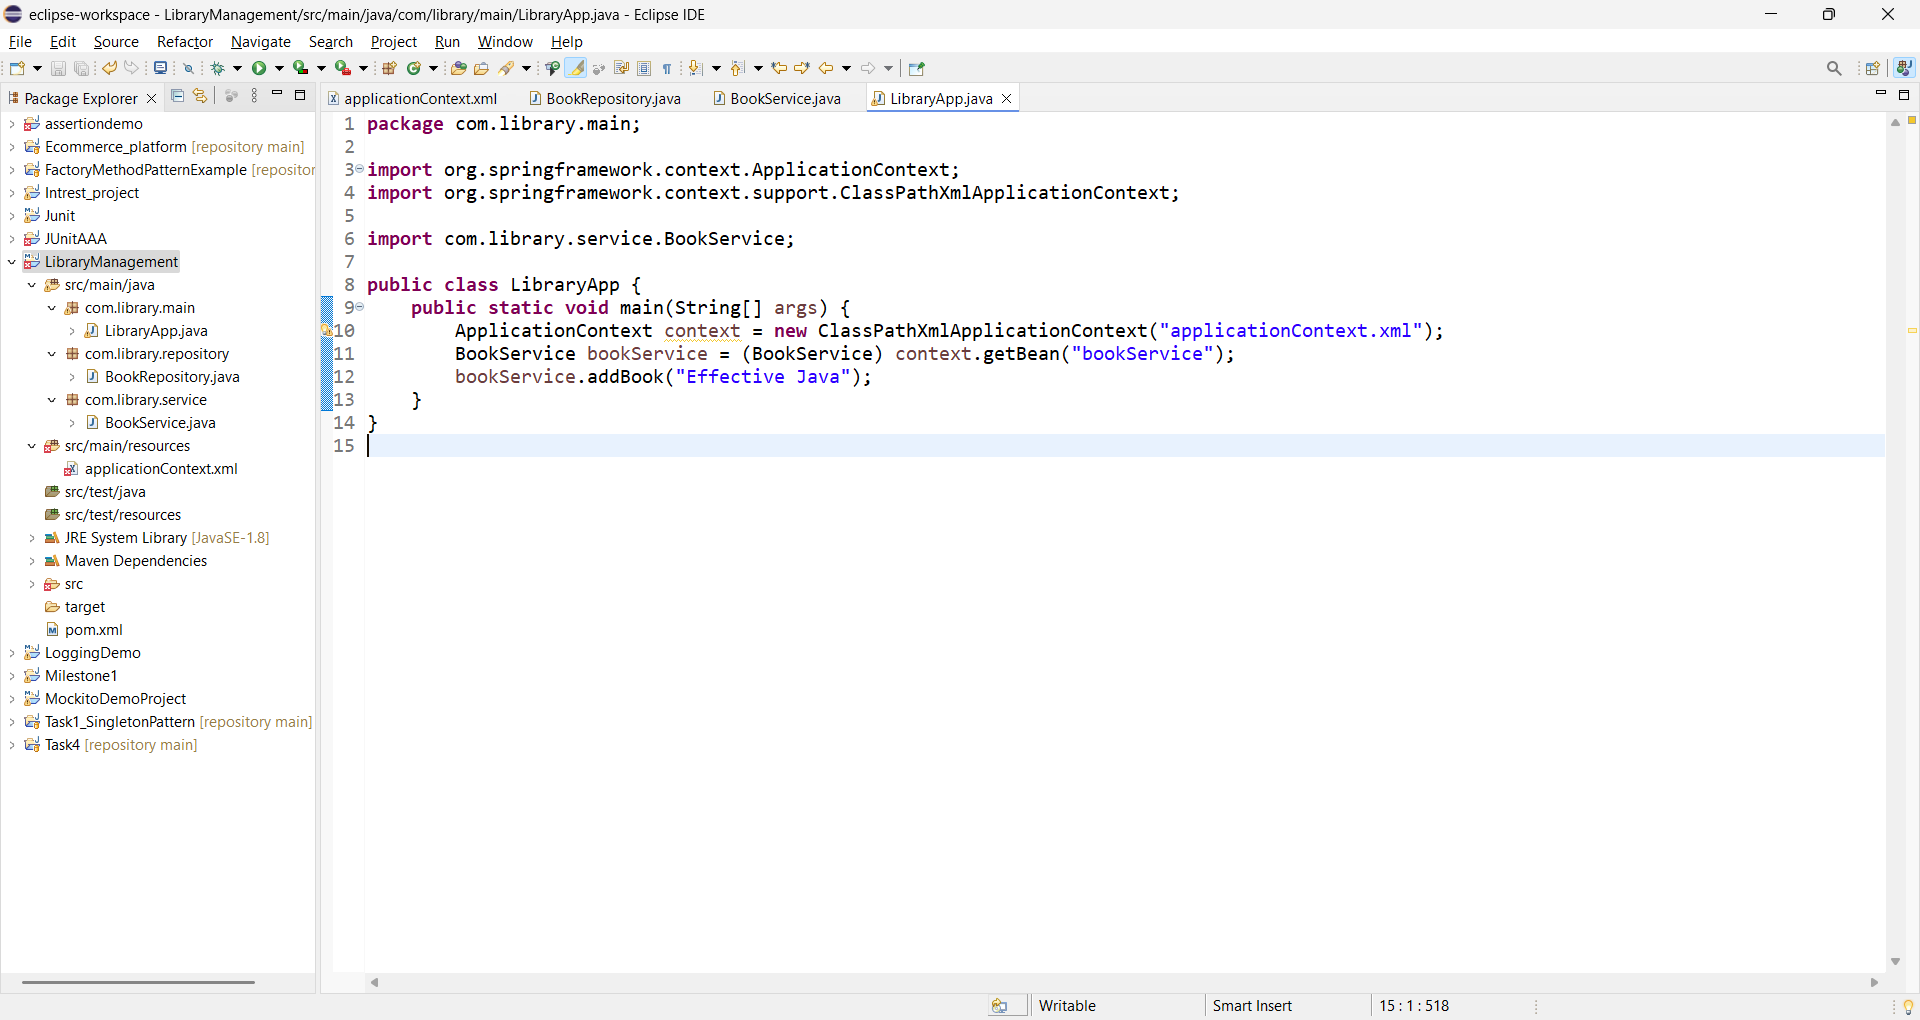 eclipse-workspace - LibraryManagement/src/main/java/com/library/main/LibraryApp.java - Eclipse IDE
File Edit Source Refactor Navigate Search Project Run Window Help
Package Explorer
applicationContext.xml BookRepository.java BookService.java LibraryApp.java
assertiondemo
Ecommerce_platform [repository main]
FactoryMethodPatternExample [repositor
Intrest_project
Junit
JUnitAAA
LibraryManagement
src/main/java
com.library.main
LibraryApp.java
com.library.repository
BookRepository.java
com.library.service
BookService.java
src/main/resources
applicationContext.xml
src/test/java
src/test/resources
JRE System Library [JavaSE-1.8]
Maven Dependencies
src
target
pom.xml
LoggingDemo
Milestone1
MockitoDemoProject
Task1_SingletonPattern [repository main]
Task4 [repository main]
1 package com.library.main;
2
3 import org.springframework.context.ApplicationContext;
4 import org.springframework.context.support.ClassPathXmlApplicationContext;
5
6 import com.library.service.BookService;
7
8 public class LibraryApp {
9 public static void main(String[] args) {
10 ApplicationContext context = new ClassPathXmlApplicationContext("applicationContext.xml");
11 BookService bookService = (BookService) context.getBean("bookService");
12 bookService.addBook("Effective Java");
13 }
14 }
15
Writable Smart Insert 15 : 1 : 518